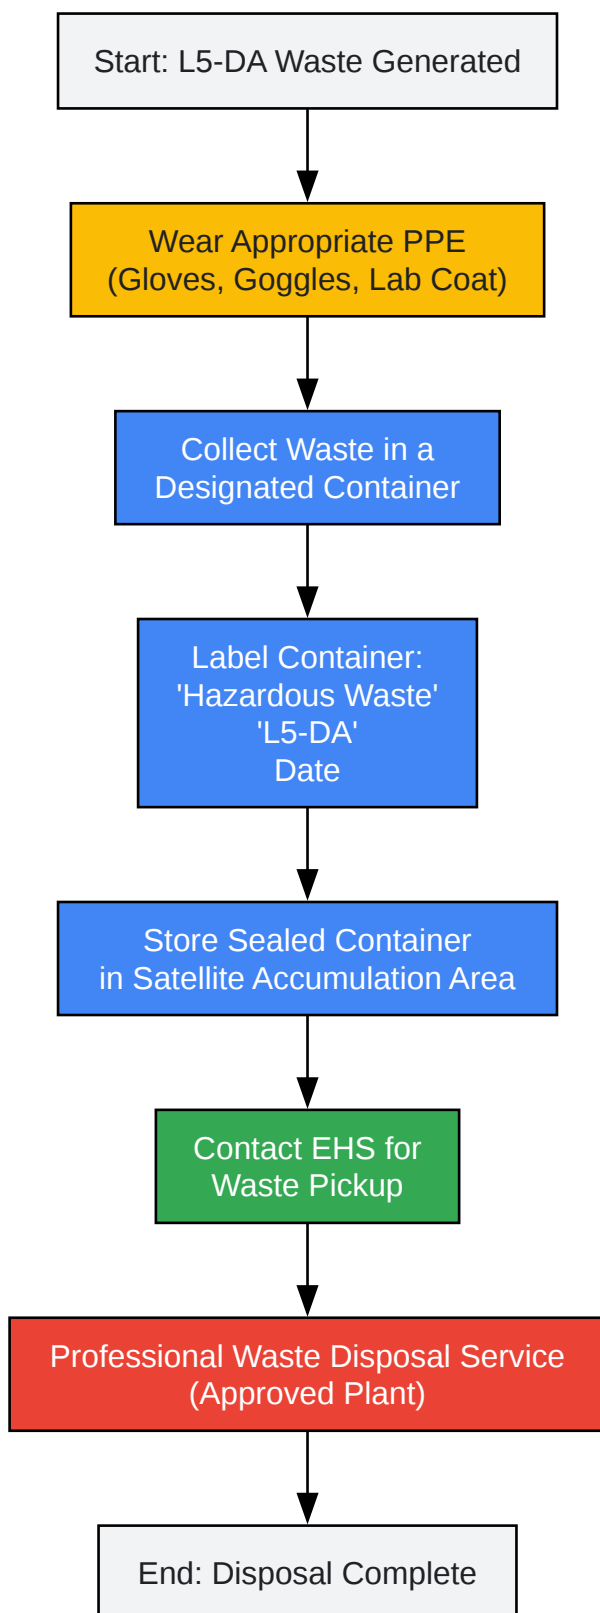 Start: L5-DA Waste Generated
Wear Appropriate PPE
(Gloves, Goggles, Lab Coat)
Collect Waste in a
Designated Container
Label Container:
'Hazardous Waste'
'L5-DA'
Date
Store Sealed Container
in Satellite Accumulation Area
Contact EHS for
Waste Pickup
Professional Waste Disposal Service
(Approved Plant)
End: Disposal Complete